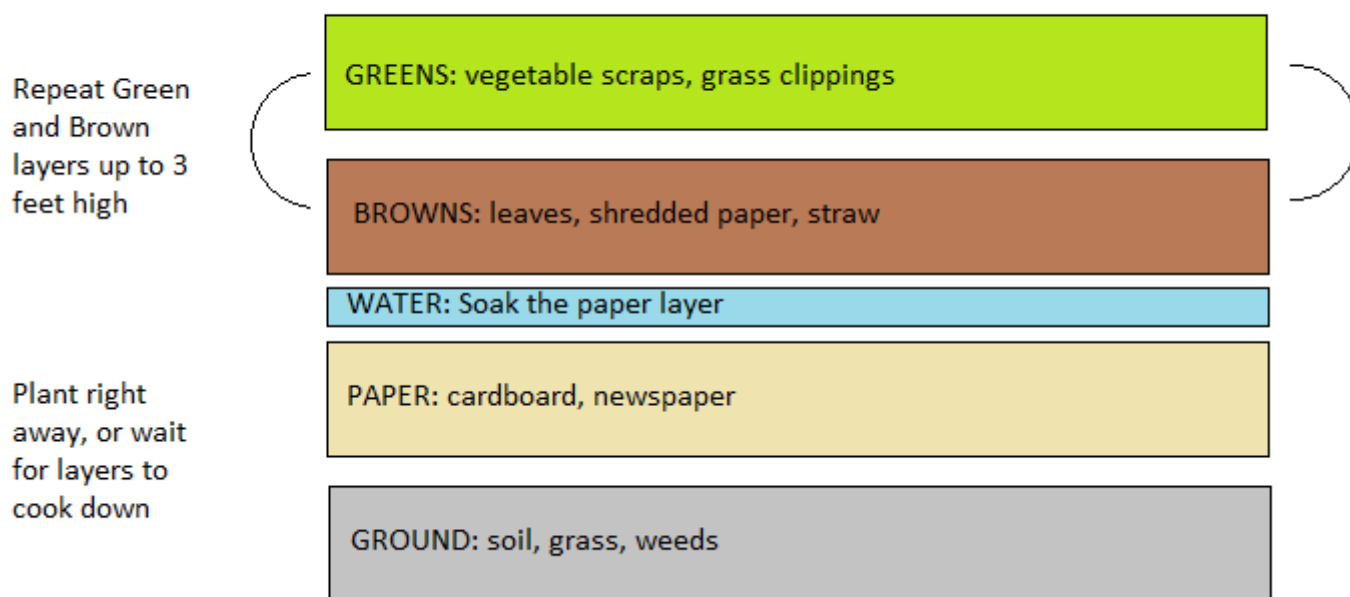 GREENS: vegetable scraps, grass clippings
Repeat Green
and Brown
layers up to 3
feet high
BROWNS: leaves, shredded paper, straw
WATER: Soak the paper layer
PAPER: cardboard, newspaper
Plant right
away, or wait
for layers to
cook down
GROUND: soil, grass, weeds